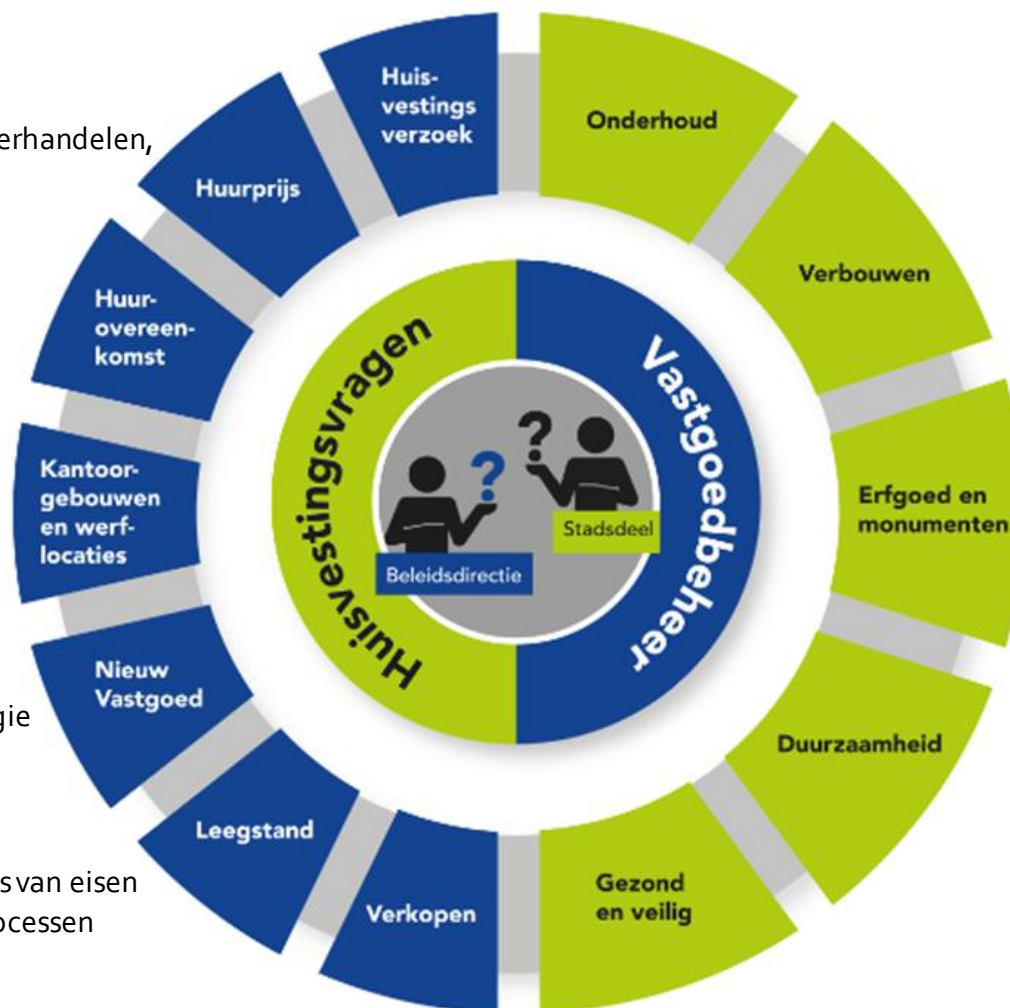 erhandelen,
gie
s van eisen
ocessen
Huis-
vestings
verzoek
Huurprijs
Huur-
overeen-
komst
Kantoor-
gebouwen
en werf-
locaties
Nieuw
Vastgoed
Leegstand
Verkopen
Onderhoud
Verbouwen
Erfgoed en
monumenten
Duurzaamheid
Gezond
en veilig
Huisvestingsvragen
Vastgoedbeheer
?
?
Stadsdeel
Beleidsdirectie